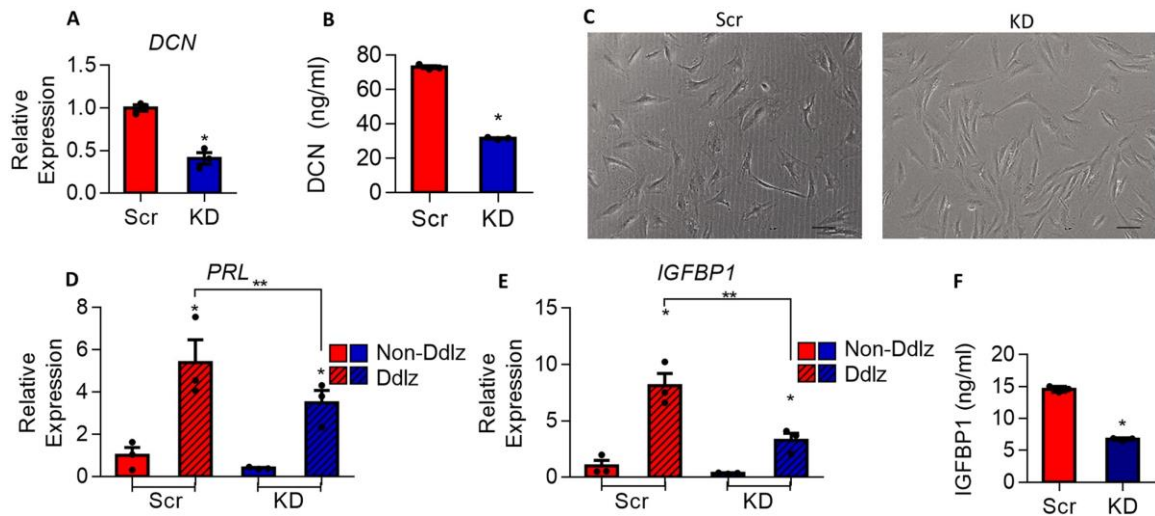 A
DCN
Relative
Expression
1.5
1.0
0.5
0.0
*
Scr
KD
B
DCN (ng/ml)
80
60
40
20
0
*
Scr
KD
C
Scr
KD
D
PRL
Relative
Expression
8
6
4
2
0
*
**
*
Non-Ddlz
Ddlz
Scr
KD
E
IGFBP1
Relative
Expression
15
10
5
0
*
**
*
Non-Ddlz
Ddlz
Scr
KD
F
IGFBP1 (ng/ml)
20
15
10
5
0
*
Scr
KD